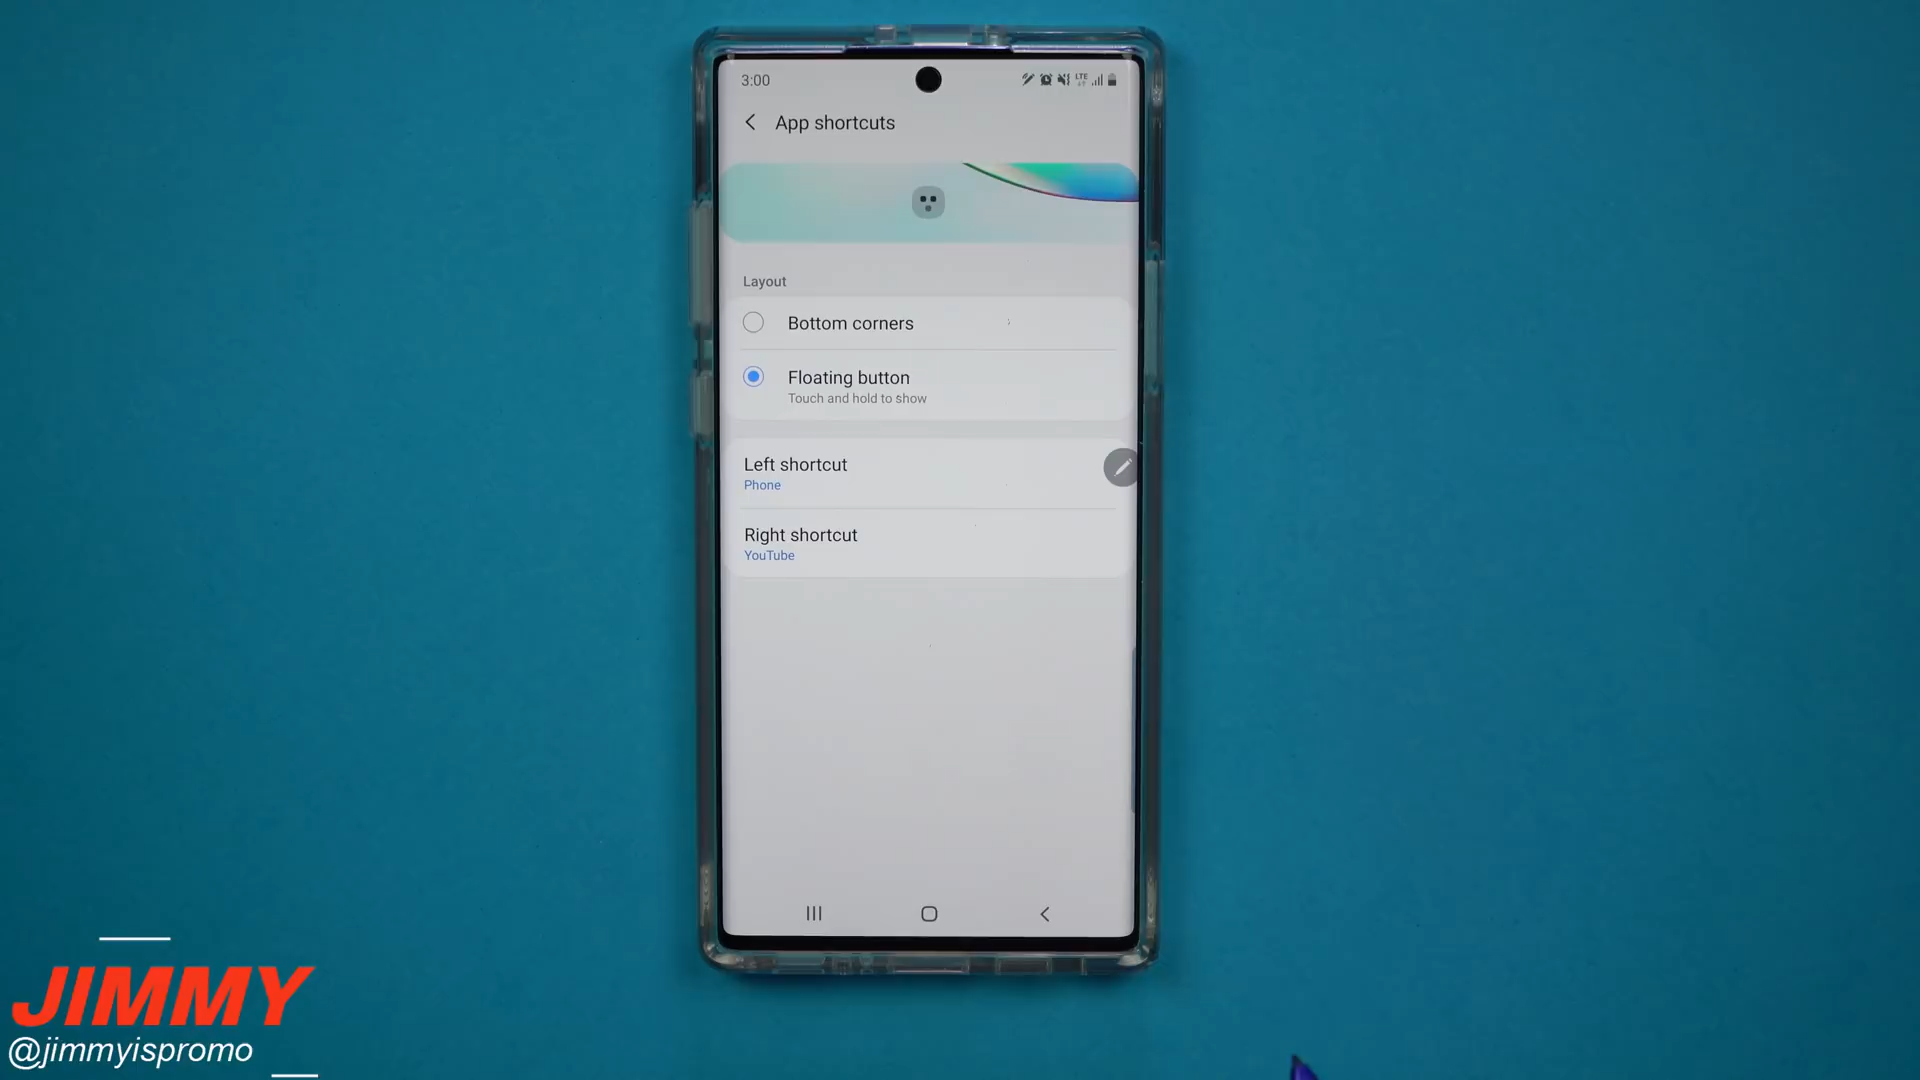 3:00
LTE
App shortcuts
Layout
Bottom corners
Floating button
Touch and hold to show
Left shortcut
Phone
Right shortcut
YouTube
JIMMY
@jimmyispromo